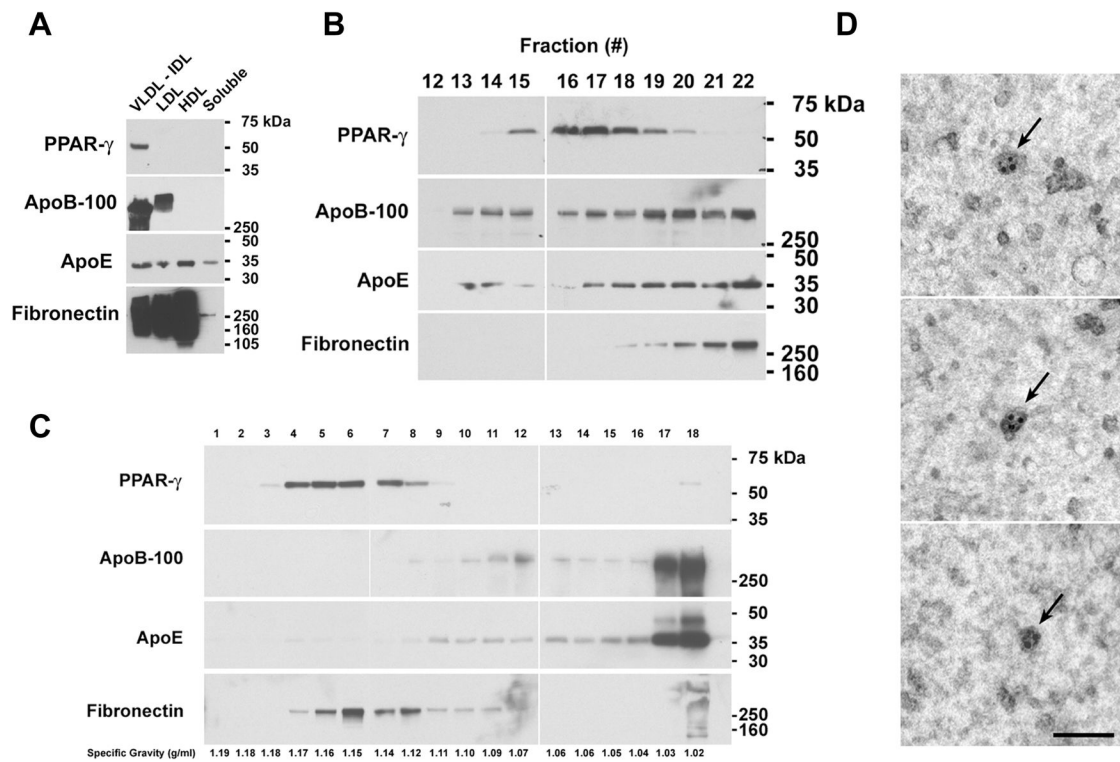 A
VLDL - IDL
LDL
HDL
Soluble
75 kDa
PPAR-γ
50
35
ApoB-100
250
50
ApoE
35
30
Fibronectin
250
160
105
B
Fraction (#)
12 13 14 15 16 17 18 19 20 21 22
75 kDa
PPAR-γ
50
35
ApoB-100
250
50
ApoE
35
30
Fibronectin
250
160
C
1 2 3 4 5 6 7 8 9 10 11 12 13 14 15 16 17 18
75 kDa
PPAR-γ
50
35
ApoB-100
250
50
ApoE
35
30
Fibronectin
250
160
Specific Gravity (g/ml) 1.19 1.18 1.18 1.17 1.16 1.15 1.14 1.12 1.11 1.10 1.09 1.07 1.06 1.06 1.05 1.04 1.03 1.02
D